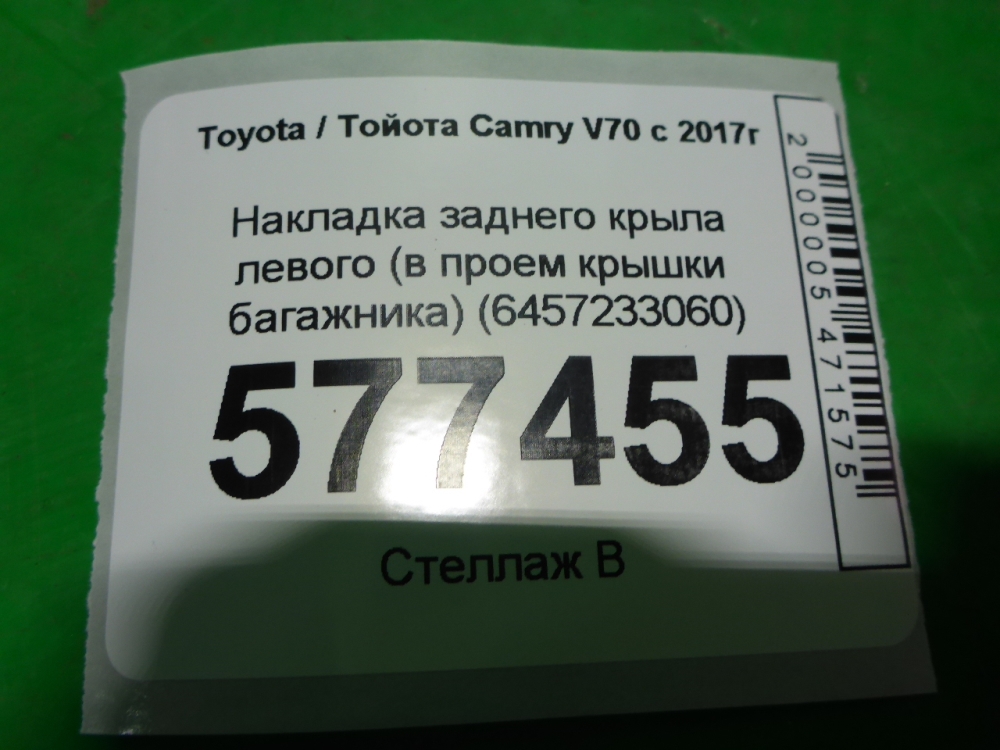 Toyota / Тойота Camry V70 с 2017г
Накладка заднего крыла
левого (в проем крышки
багажника) (6457233060)
577455
Стеллаж В
2000005471575